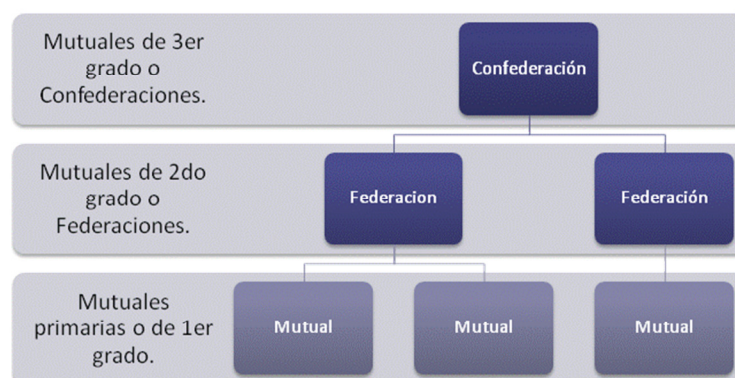 Mutuales de 3er
grado o
Confederaciones.
Confederación
Mutuales de 2do
grado o
Federaciones.
Federacion
Federación
Mutuales
primarias o de 1er
grado.
Mutual
Mutual
Mutual